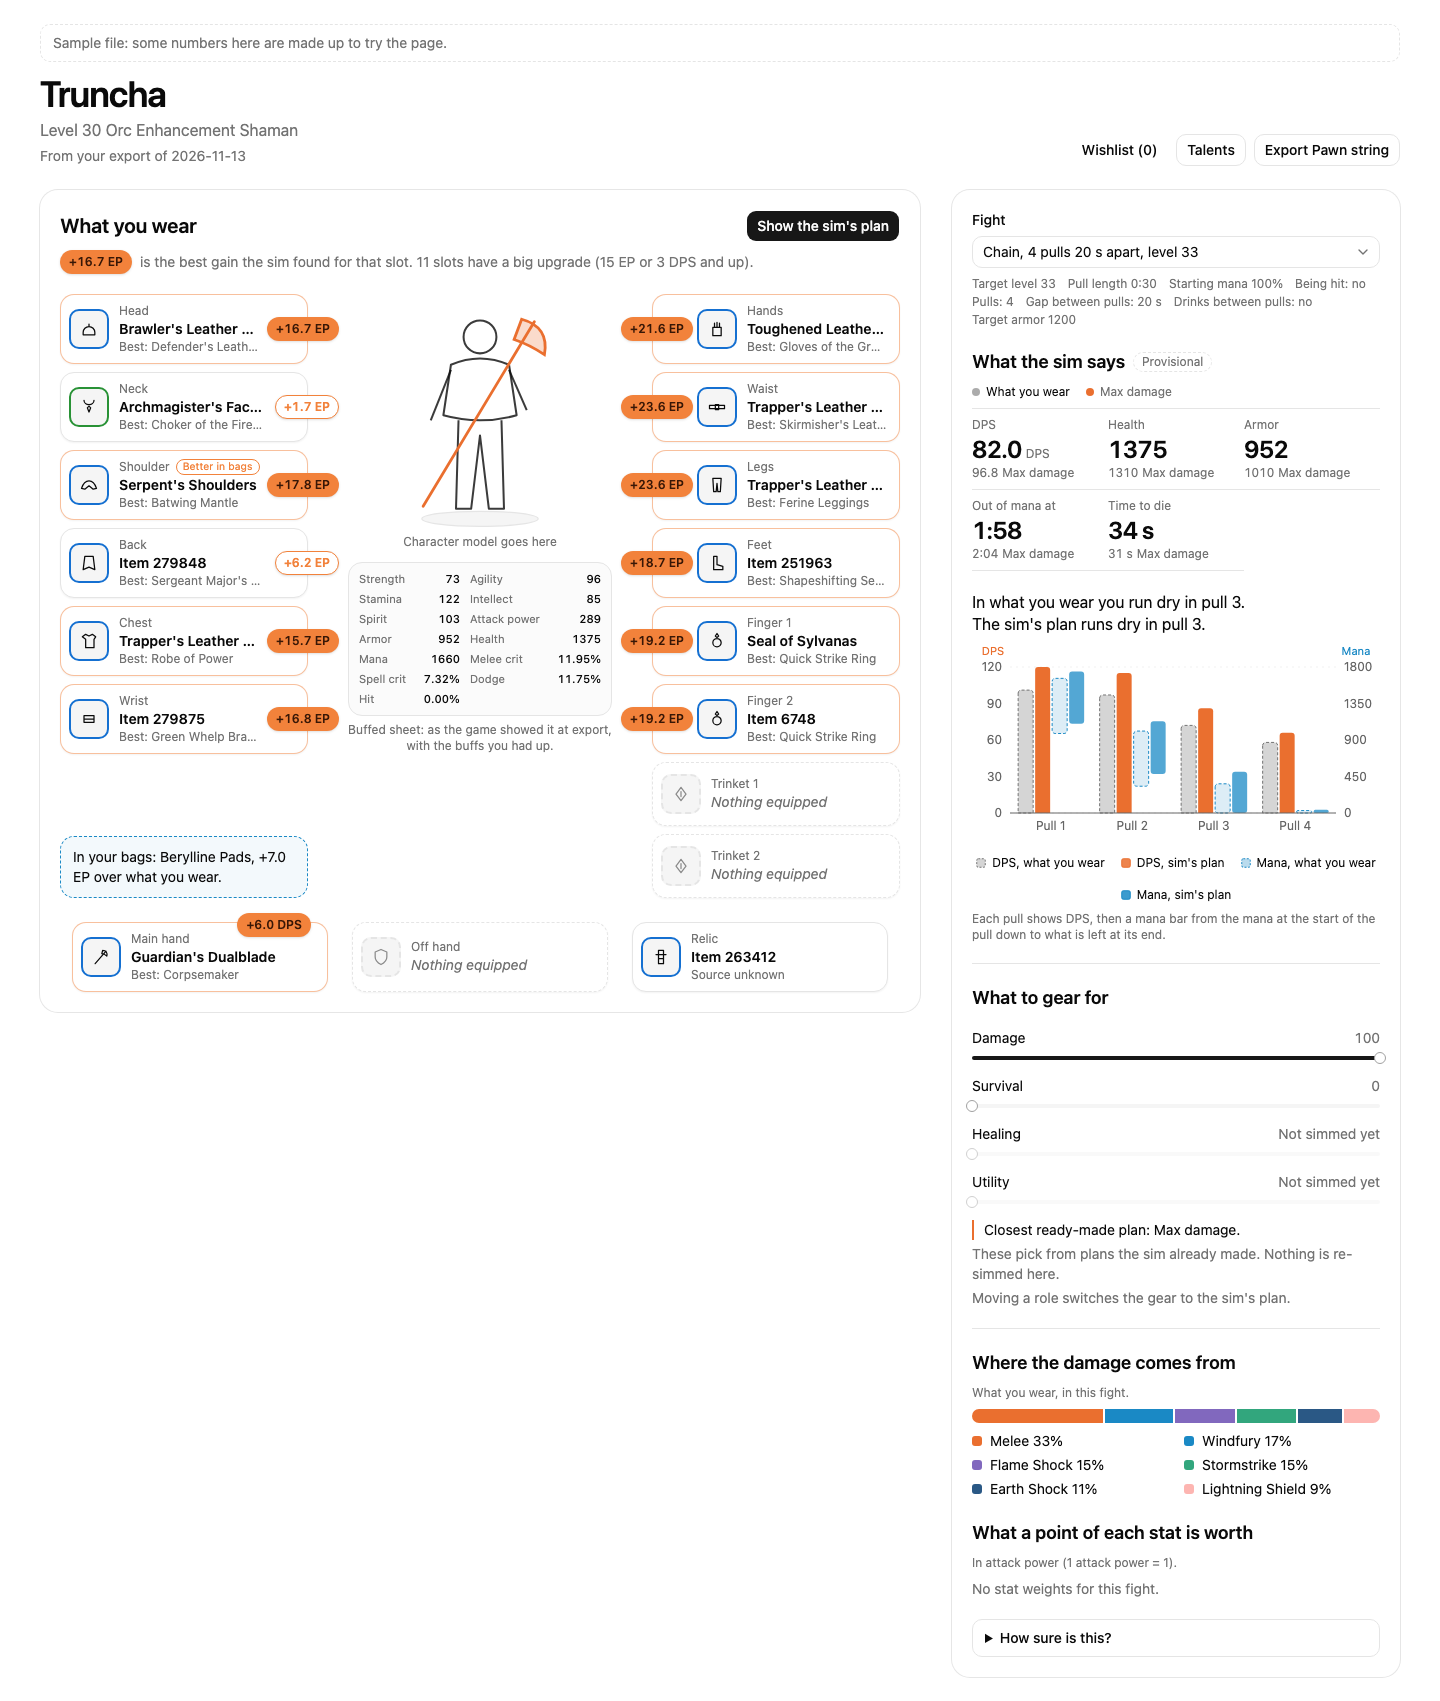 Sample file: some numbers here are made up to try the page.
Truncha
Level 30 Orc Enhancement Shaman
From your export of 2026-11-13
Wishlist (0)
Talents
Export Pawn string
What you wear
Show the sim's plan
+16.7 EP is the best gain the sim found for that slot. 11 slots have a big upgrade (15 EP or 3 DPS and up).
Head
Brawler's Leather ...
Best: Defender's Leath...
+16.7 EP
Neck
Archmagister's Fac...
Best: Choker of the Fire...
+1.7 EP
Shoulder
Better in bags
Serpent's Shoulders
Best: Batwing Mantle
+17.8 EP
Back
Item 279848
Best: Sergeant Major's ...
+6.2 EP
Chest
Trapper's Leather ...
Best: Robe of Power
+15.7 EP
Wrist
Item 279875
Best: Green Whelp Bra...
+16.8 EP
In your bags: Berylline Pads, +7.0
EP over what you wear.
Character model goes here
Strength 73 Agility 96
Stamina 122 Intellect 85
Spirit 103 Attack power 289
Armor 952 Health 1375
Mana 1660 Melee crit 11.95%
Spell crit 7.32% Dodge 11.75%
Hit 0.00%
Buffed sheet: as the game showed it at export,
with the buffs you had up.
+21.6 EP
Hands
Toughened Leathe...
Best: Gloves of the Gr...
+23.6 EP
Waist
Trapper's Leather ...
Best: Skirmisher's Leat...
+23.6 EP
Legs
Trapper's Leather ...
Best: Ferine Leggings
+18.7 EP
Feet
Item 251963
Best: Shapeshifting Se...
+19.2 EP
Finger 1
Seal of Sylvanas
Best: Quick Strike Ring
+19.2 EP
Finger 2
Item 6748
Best: Quick Strike Ring
Trinket 1
Nothing equipped
Trinket 2
Nothing equipped
+6.0 DPS
Main hand
Guardian's Dualblade
Best: Corpsemaker
Off hand
Nothing equipped
Relic
Item 263412
Source unknown
Fight
Chain, 4 pulls 20 s apart, level 33
Target level 33 Pull length 0:30 Starting mana 100% Being hit: no
Pulls: 4 Gap between pulls: 20 s Drinks between pulls: no
Target armor 1200
What the sim says
Provisional
What you wear Max damage
DPS
82.0 DPS
96.8 Max damage
Health
1375
1310 Max damage
Armor
952
1010 Max damage
Out of mana at
1:58
2:04 Max damage
Time to die
34 s
31 s Max damage
In what you wear you run dry in pull 3.
The sim's plan runs dry in pull 3.
DPS Mana
120 1800
90 1350
60 900
30 450
0 0
Pull 1 Pull 2 Pull 3 Pull 4
DPS, what you wear DPS, sim's plan Mana, what you wear
Mana, sim's plan
Each pull shows DPS, then a mana bar from the mana at the start of the
pull down to what is left at its end.
What to gear for
Damage 100
Survival 0
Healing Not simmed yet
Utility Not simmed yet
Closest ready-made plan: Max damage.
These pick from plans the sim already made. Nothing is re-
simmed here.
Moving a role switches the gear to the sim's plan.
Where the damage comes from
What you wear, in this fight.
Melee 33% Windfury 17%
Flame Shock 15% Stormstrike 15%
Earth Shock 11% Lightning Shield 9%
What a point of each stat is worth
In attack power (1 attack power = 1).
No stat weights for this fight.
How sure is this?